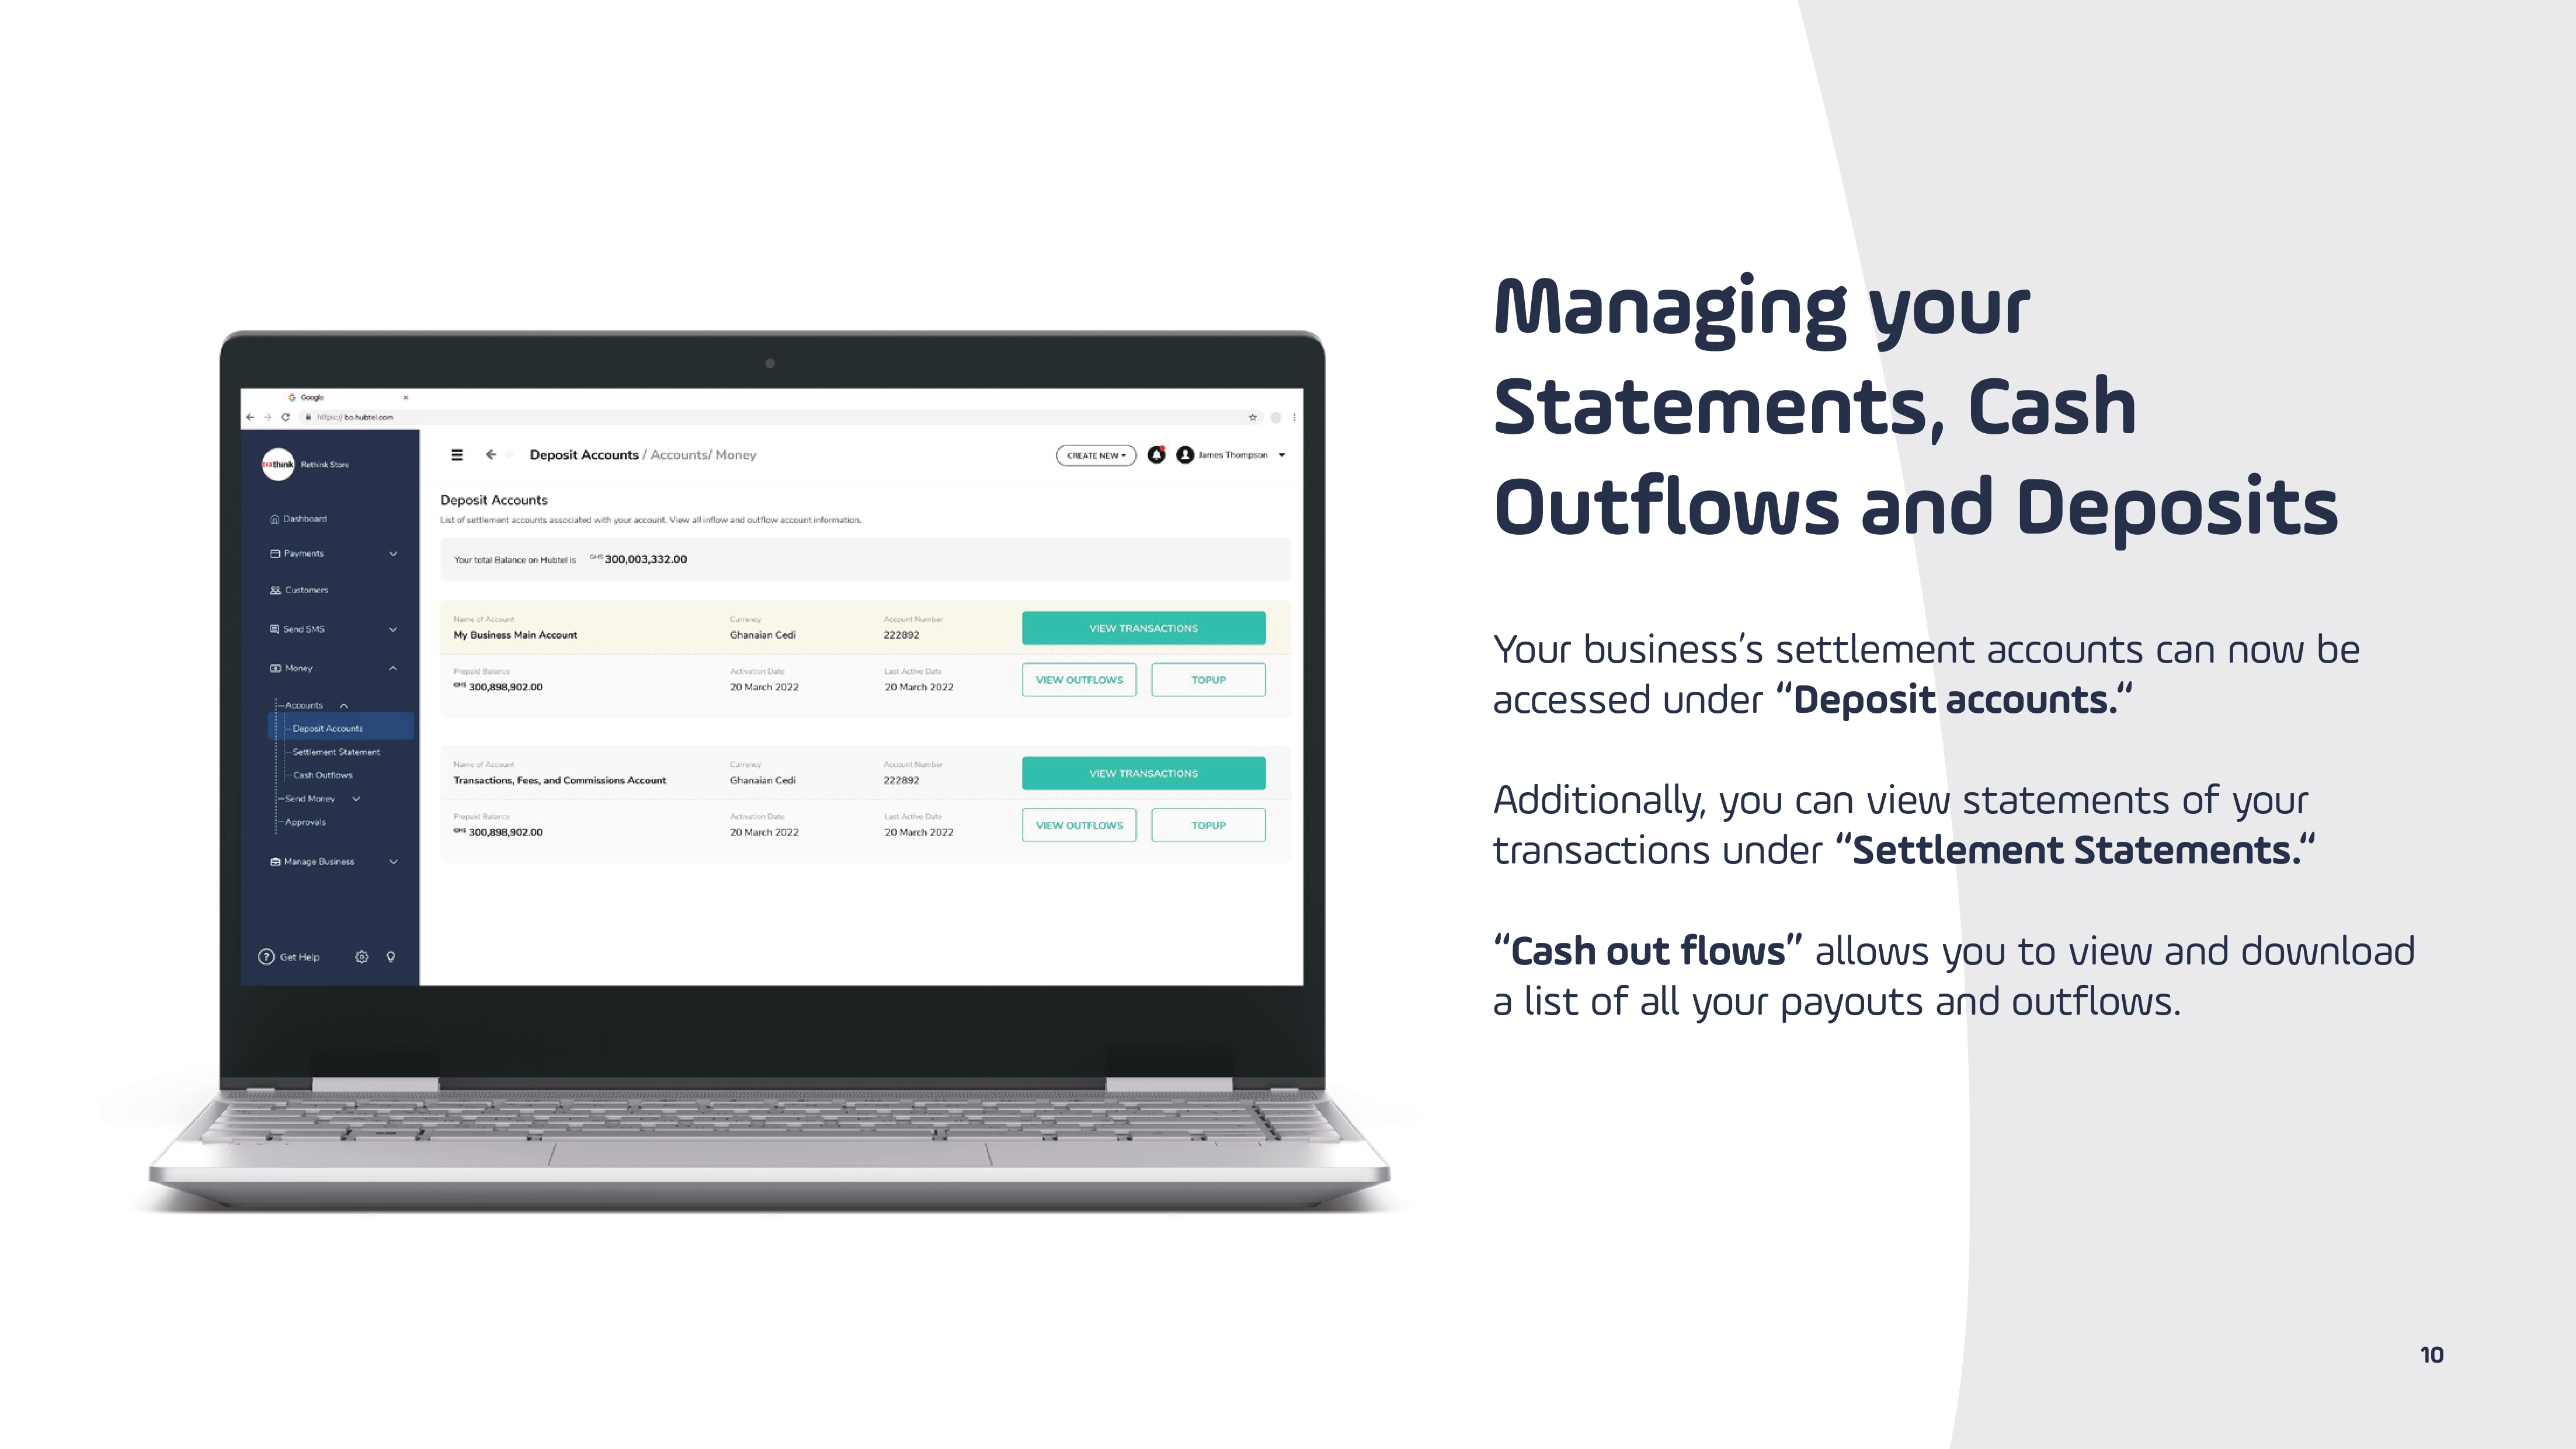 Google
https:// bo.hubtel.com
think
Rethink Store
Dashboard
Payments
Customers
Send SMS
Money
Accounts
Deposit Accounts
Settlement Statement
Cash Outflows
Send Money
Approvals
Manage Business
? Get Help
Deposit Accounts / Accounts/ Money
CREATE NEW
James Thompson
Deposit Accounts
List of settlement accounts associated with your account. View all inflow and outflow account information.
Your total Balance on Hubtel is GHS 300,003,332.00
Name of Account Currency Account Number
My Business Main Account Ghanaian Cedi 222892
VIEW TRANSACTIONS
Prepaid Balance Activation Date Last Active Date
GHS 300,898,902.00 20 March 2022 20 March 2022
VIEW OUTFLOWS TOPUP
Name of Account Currency Account Number
Transactions, Fees, and Commissions Account Ghanaian Cedi 222892
VIEW TRANSACTIONS
Prepaid Balance Activation Date Last Active Date
GHS 300,898,902.00 20 March 2022 20 March 2022
VIEW OUTFLOWS TOPUP
Managing your
Statements, Cash
Outflows and Deposits
Your business’s settlement accounts can now be
accessed under “Deposit accounts.“
Additionally, you can view statements of your
transactions under “Settlement Statements.“
“Cash out flows” allows you to view and download
a list of all your payouts and outflows.
10